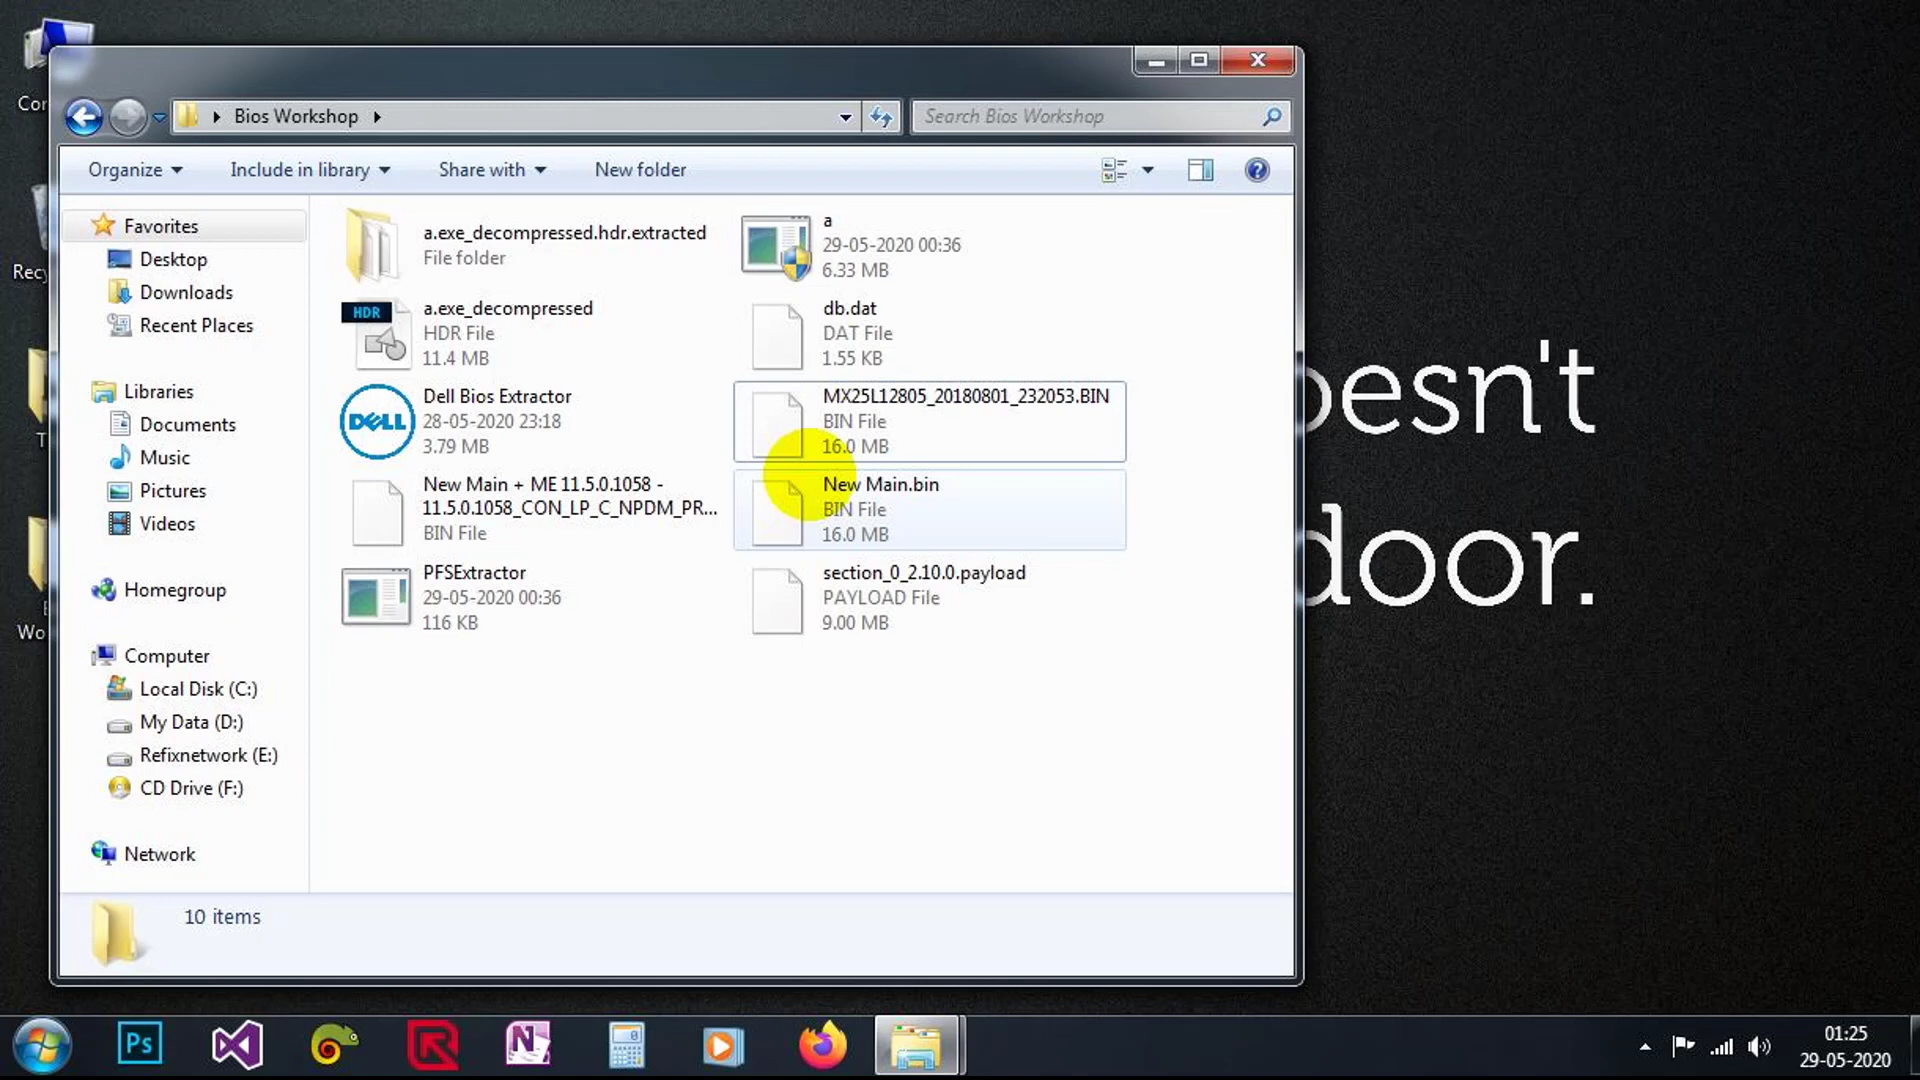 Bios Workshop
Search Bios Workshop
Organize
Include in library
Share with
New folder
Favorites
Desktop
Downloads
Recent Places
Libraries
Documents
Music
Pictures
Videos
Homegroup
Computer
Local Disk (C:)
My Data (D:)
Refixnetwork (E:)
CD Drive (F:)
Network
a.exe_decompressed.hdr.extracted
File folder
a
29-05-2020 00:36
6.33 MB
HDR
a.exe_decompressed
HDR File
11.4 MB
db.dat
DAT File
1.55 KB
DELL
Dell Bios Extractor
28-05-2020 23:18
3.79 MB
MX25L12805_20180801_232053.BIN
BIN File
16.0 MB
New Main + ME 11.5.0.1058 -
11.5.0.1058_CON_LP_C_NPDM_PR...
BIN File
New Main.bin
BIN File
16.0 MB
PFSExtractor
29-05-2020 00:36
116 KB
section_0_2.10.0.payload
PAYLOAD File
9.00 MB
10 items
oesn't
door.
Cor
Recy
T
Wo
Ps
N
01:25
29-05-2020